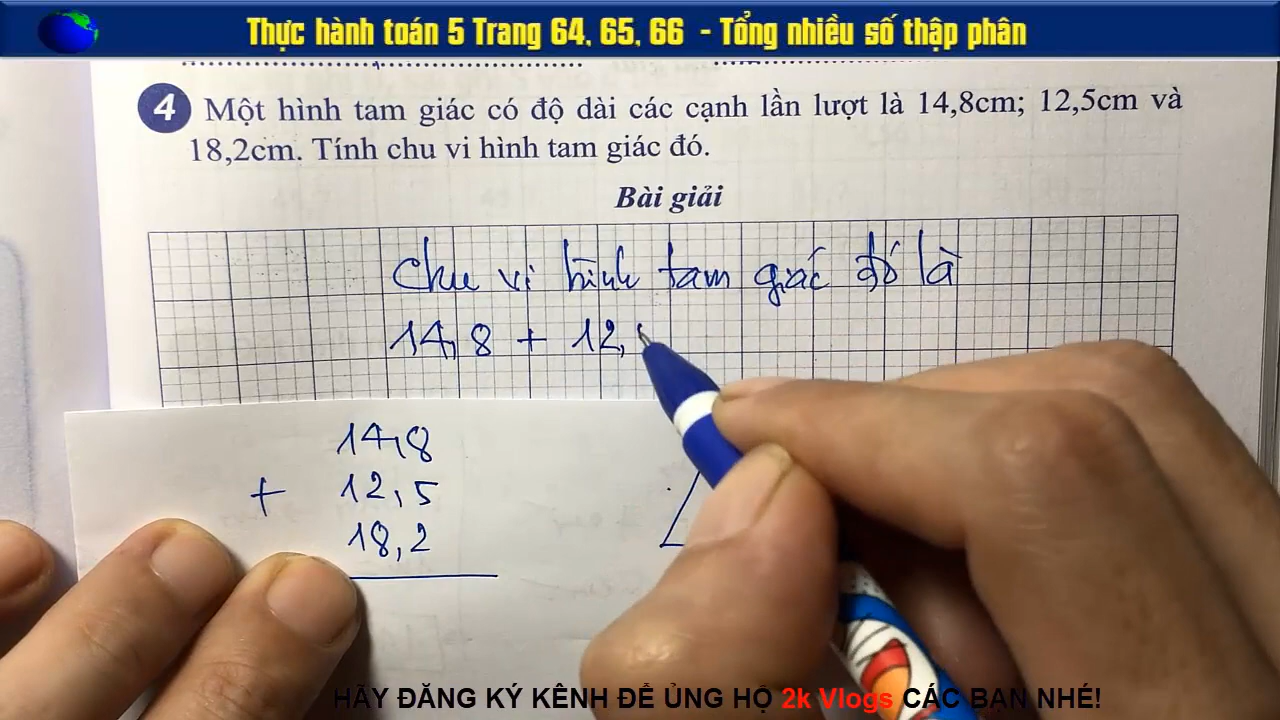 Thực hành toán 5 Trang 64, 65, 66 - Tổng nhiều số thập phân
4 Một hình tam giác có độ dài các cạnh lần lượt là 14,8cm; 12,5cm và
18,2cm. Tính chu vi hình tam giác đó.
Bài giải
Chu vi hình tam giác đó là
14,8 + 12,
14,8
+ 12,5
18,2
HÃY ĐĂNG KÝ KÊNH ĐỂ ỦNG HỘ 2k Vlogs CÁC BẠN NHÉ!